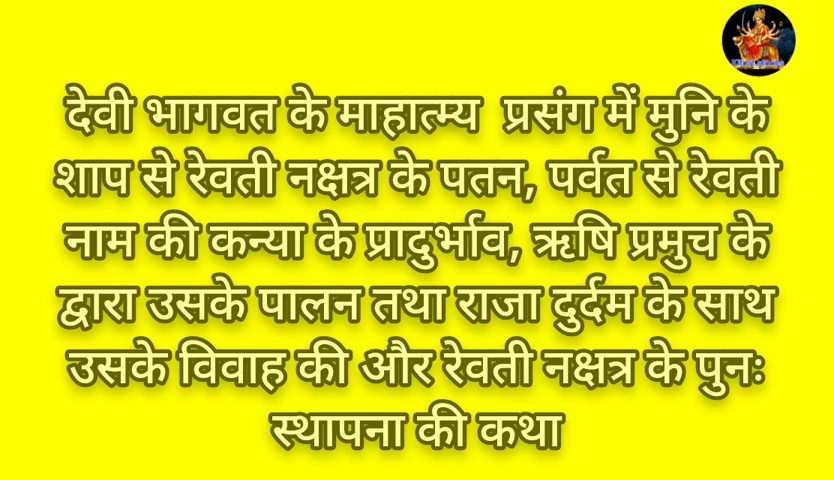 देवी भागवत के माहात्म्य प्रसंग में मुनि के
शाप से रेवती नक्षत्र के पतन, पर्वत से रेवती
नाम की कन्या के प्रादुर्भाव, ऋषि प्रमुच के
द्वारा उसके पालन तथा राजा दुर्दम के साथ
उसके विवाह की और रेवती नक्षत्र के पुनः
स्थापना की कथा